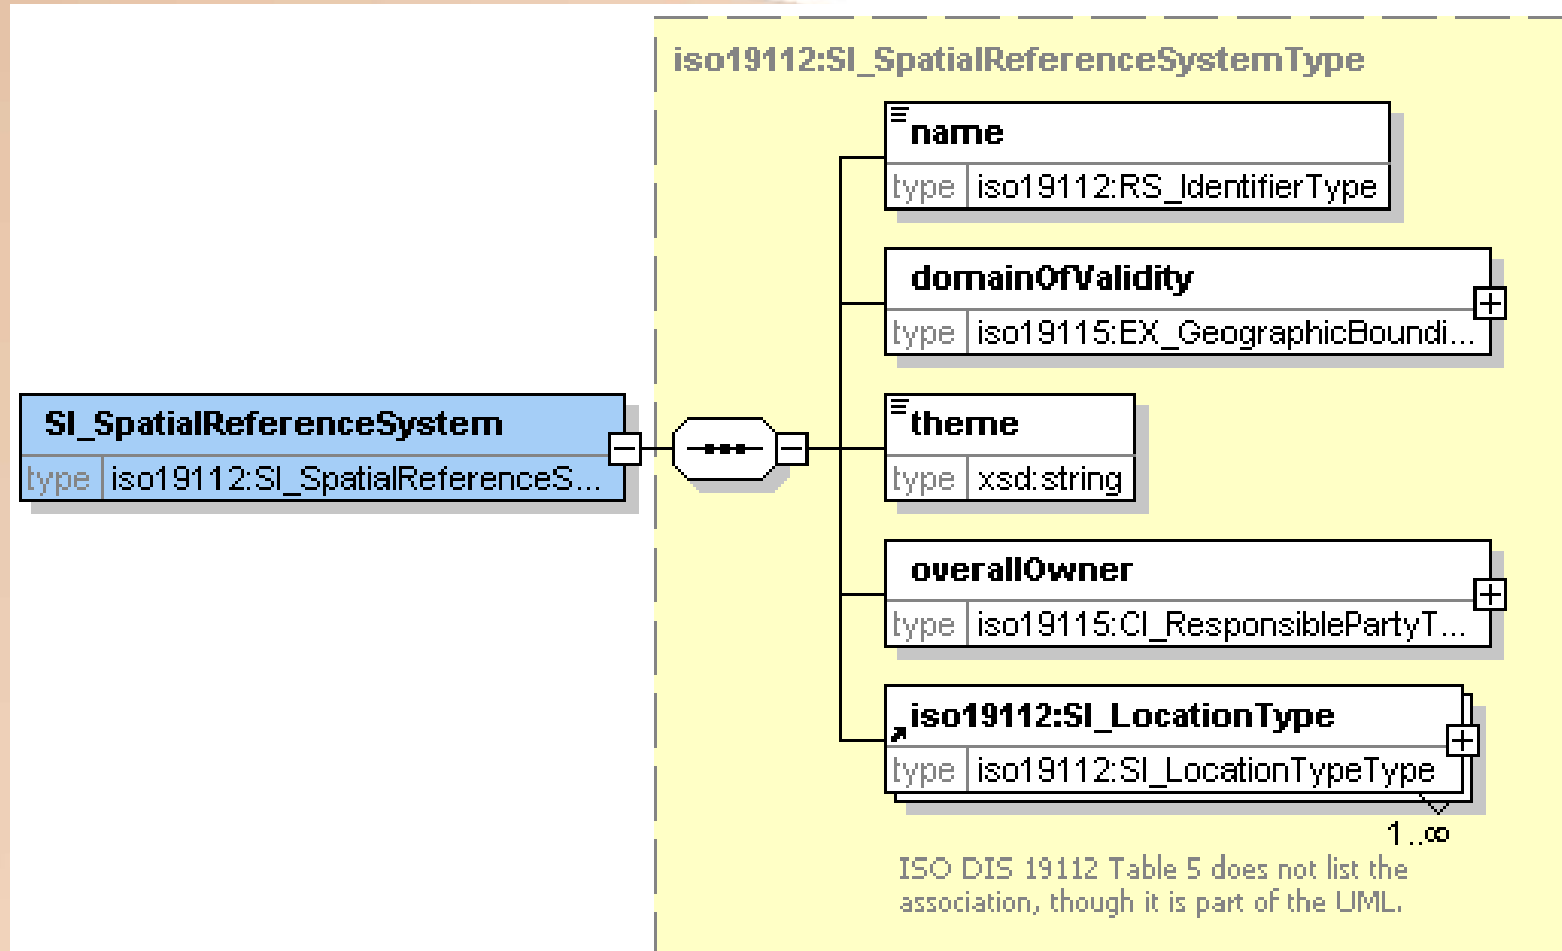 iso19112:SI_SpatialReferenceSystemType
name
type iso19112:RS_IdentifierType
domainOfValidity
type iso19115:EX_GeographicBoundi...
SI_SpatialReferenceSystem
type iso19112:SI_SpatialReferenceS...
theme
type xsd:string
overallOwner
type iso19115:CI_ResponsiblePartyT...
iso19112:SI_LocationType
type iso19112:SI_LocationTypeType
1..∞
ISO DIS 19112 Table 5 does not list the
association, though it is part of the UML.